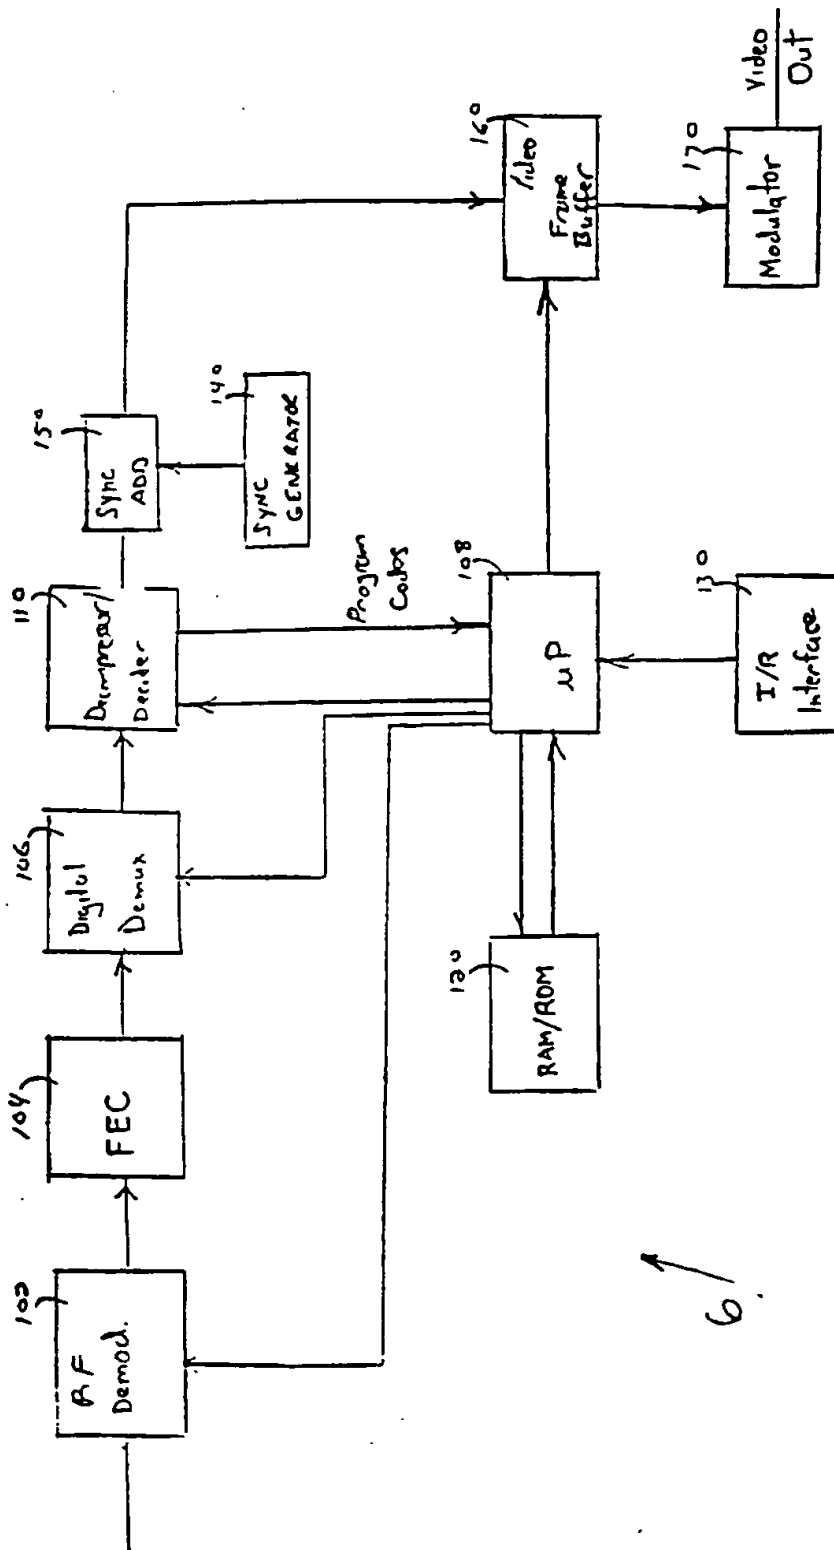 102
RF
Demod.
104
FEC
106
Digital
Demux
110
Decompressor/
Decoder
150
Sync
ADD
140
SYNC
GENERATOR
Program
Codes
108
µP
120
RAM/ROM
130
I/R
Interface
160
Video
Frame
Buffer
170
Modulator
Video
Out
6.